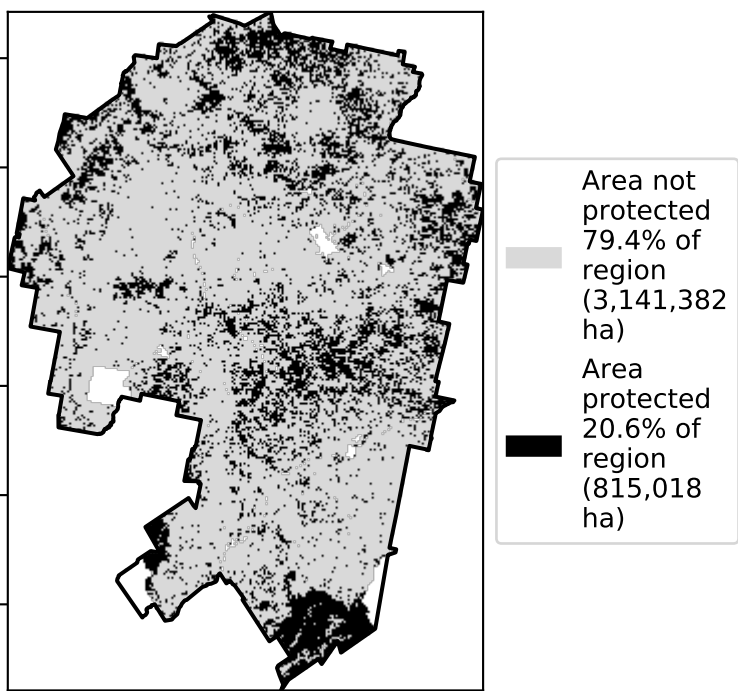 Area not
protected
79.4% of
region
(3,141,382
ha)
Area
protected
20.6% of
region
(815,018
ha)